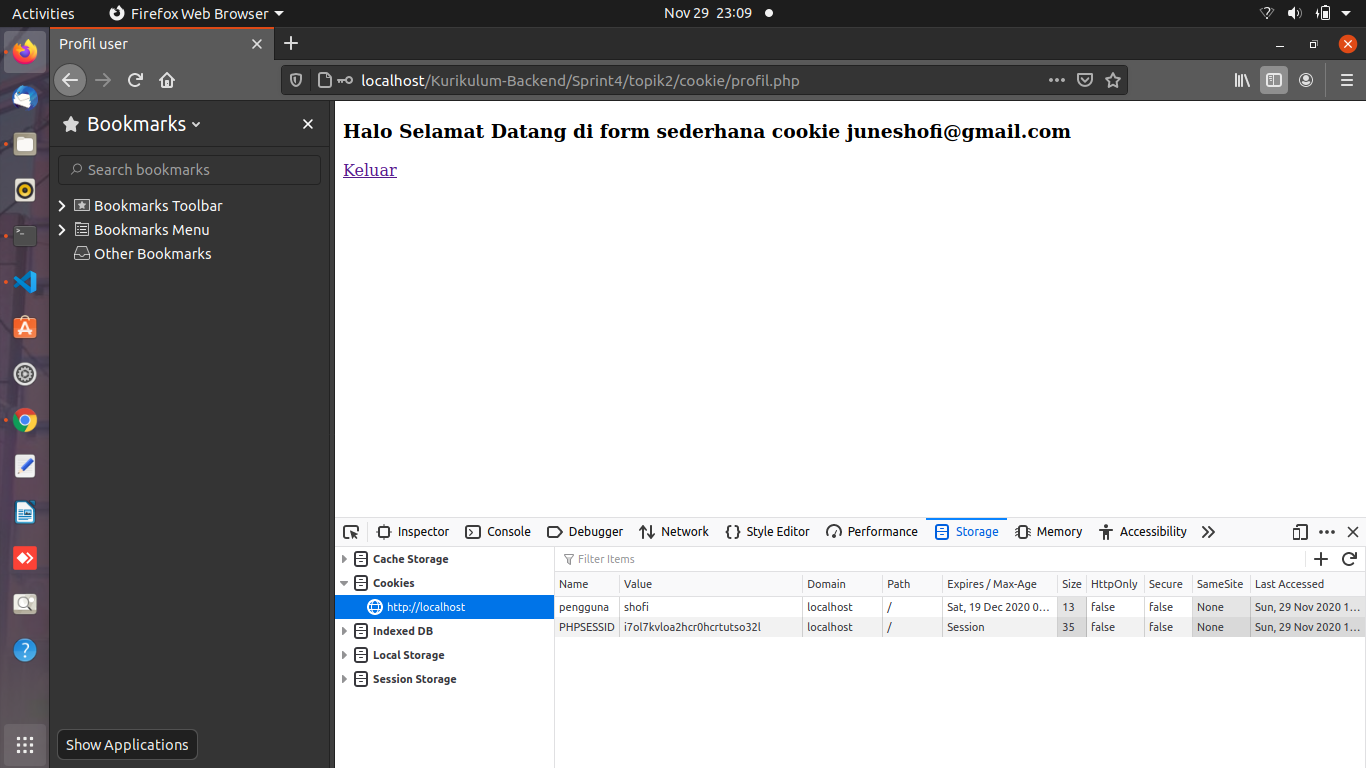 Activities Firefox Web Browser Nov 29 23:09
Profil user
localhost/Kurikulum-Backend/Sprint4/topik2/cookie/profil.php
Bookmarks
Search bookmarks
Bookmarks Toolbar
Bookmarks Menu
Other Bookmarks
Show Applications
Halo Selamat Datang di form sederhana cookie juneshofi@gmail.com
Keluar
Inspector Console Debugger Network Style Editor Performance Storage Memory Accessibility
Cache Storage
Cookies
http://localhost
Indexed DB
Local Storage
Session Storage
Filter Items
Name Value Domain Path Expires / Max-Age Size HttpOnly Secure SameSite Last Accessed
pengguna shofi localhost / Sat, 19 Dec 2020 0... 13 false false None Sun, 29 Nov 2020 1...
PHPSESSID i7ol7kvloa2hcr0hcrtutso32l localhost / Session 35 false false None Sun, 29 Nov 2020 1...